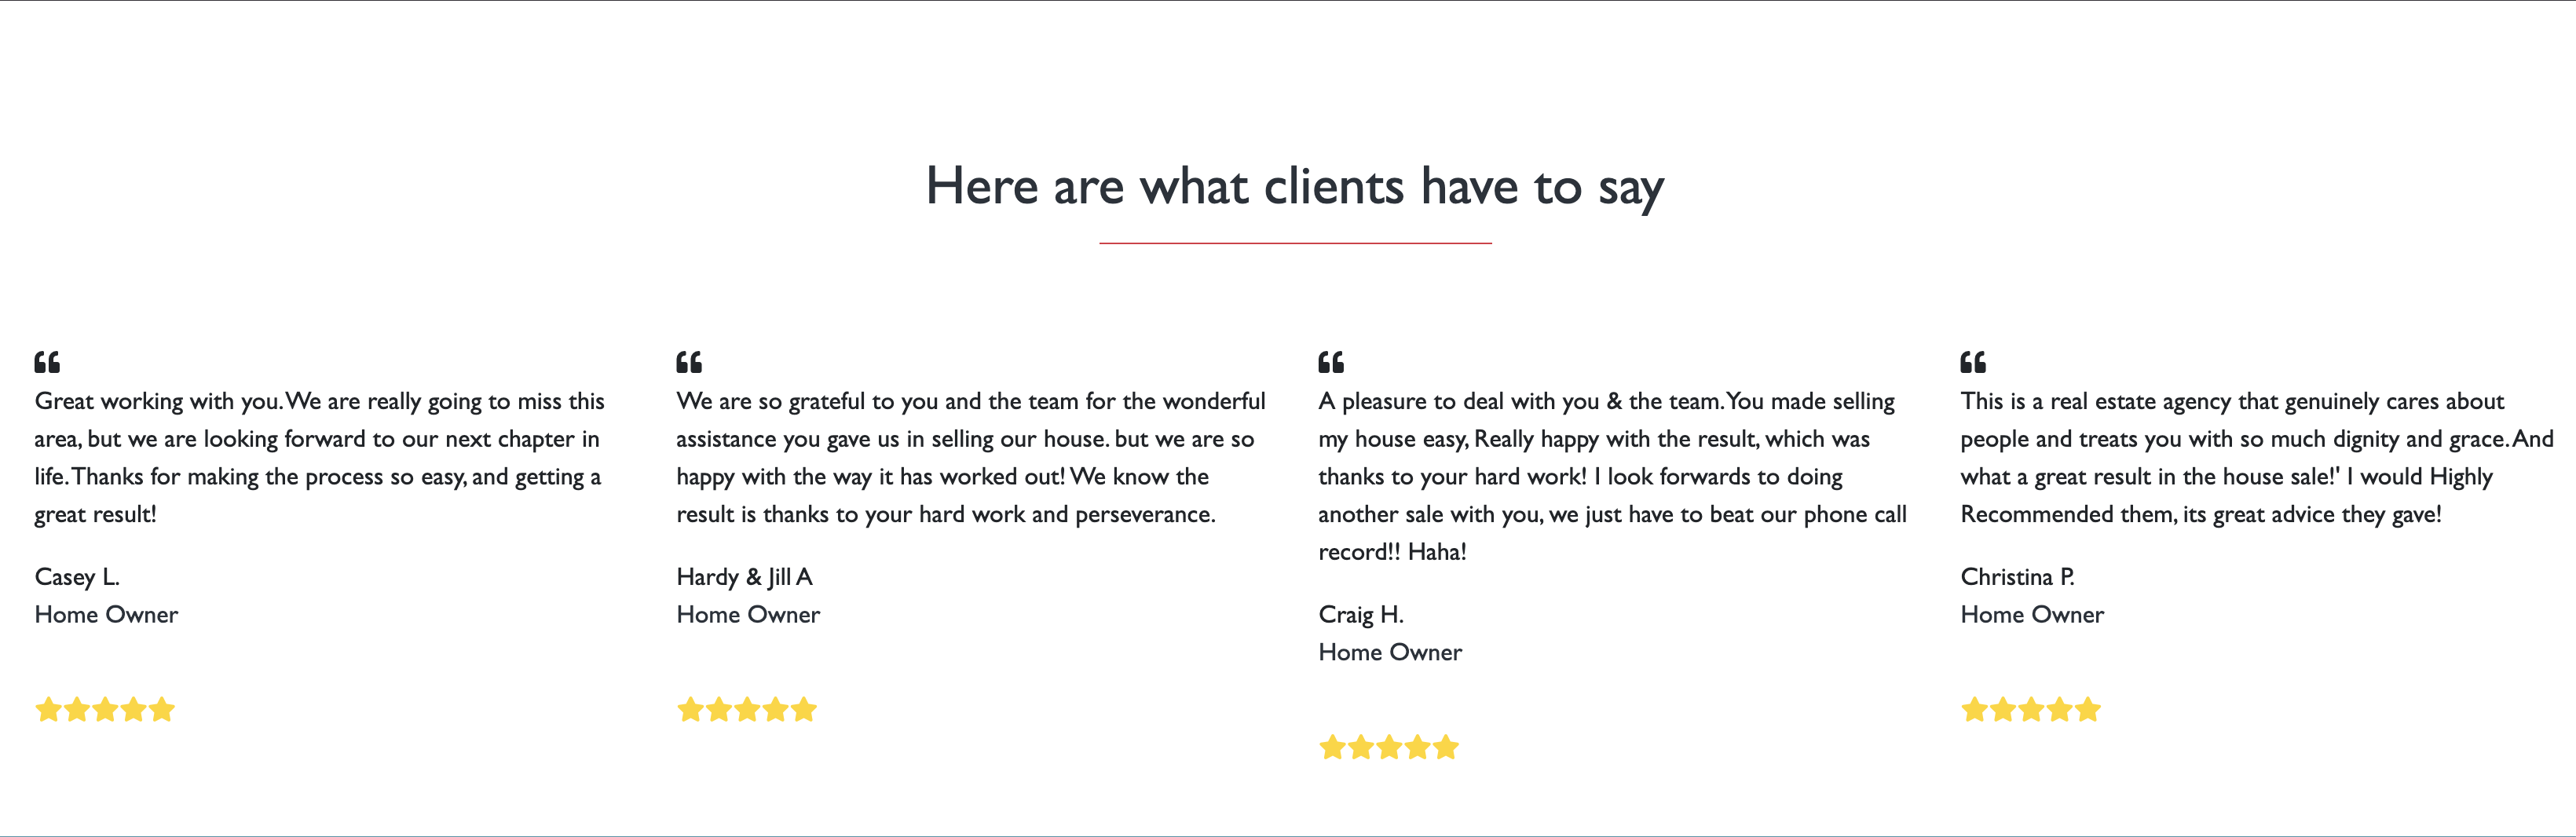 Here are what clients have to say
“
Great working with you. We are really going to miss this
area, but we are looking forward to our next chapter in
life. Thanks for making the process so easy, and getting a
great result!
Casey L.
Home Owner
“
We are so grateful to you and the team for the wonderful
assistance you gave us in selling our house. but we are so
happy with the way it has worked out! We know the
result is thanks to your hard work and perseverance.
Hardy & Jill A
Home Owner
“
A pleasure to deal with you & the team. You made selling
my house easy, Really happy with the result, which was
thanks to your hard work! I look forwards to doing
another sale with you, we just have to beat our phone call
record!! Haha!
Craig H.
Home Owner
“
This is a real estate agency that genuinely cares about
people and treats you with so much dignity and grace. And
what a great result in the house sale!' I would Highly
Recommended them, its great advice they gave!
Christina P.
Home Owner